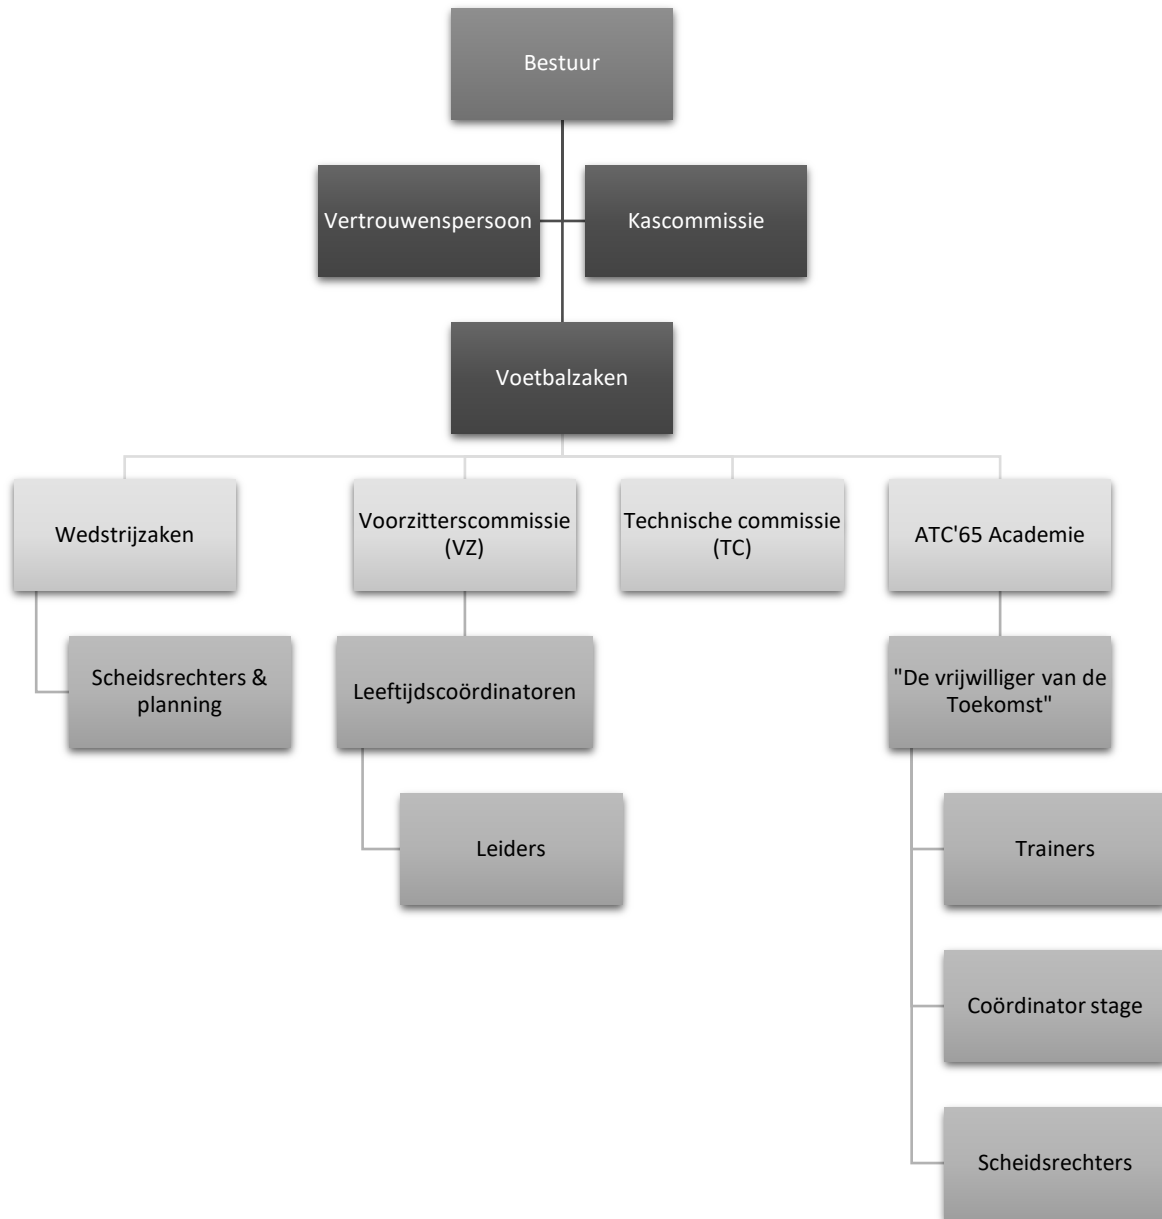 Bestuur
Vertrouwenspersoon
Kascommissie
Voetbalzaken
Wedstrijzaken
Voorzitterscommissie
(VZ)
Technische commissie
(TC)
ATC'65 Academie
Scheidsrechters &
planning
Leeftijdscoördinatoren
"De vrijwilliger van de
Toekomst"
Leiders
Trainers
Coördinator stage
Scheidsrechters